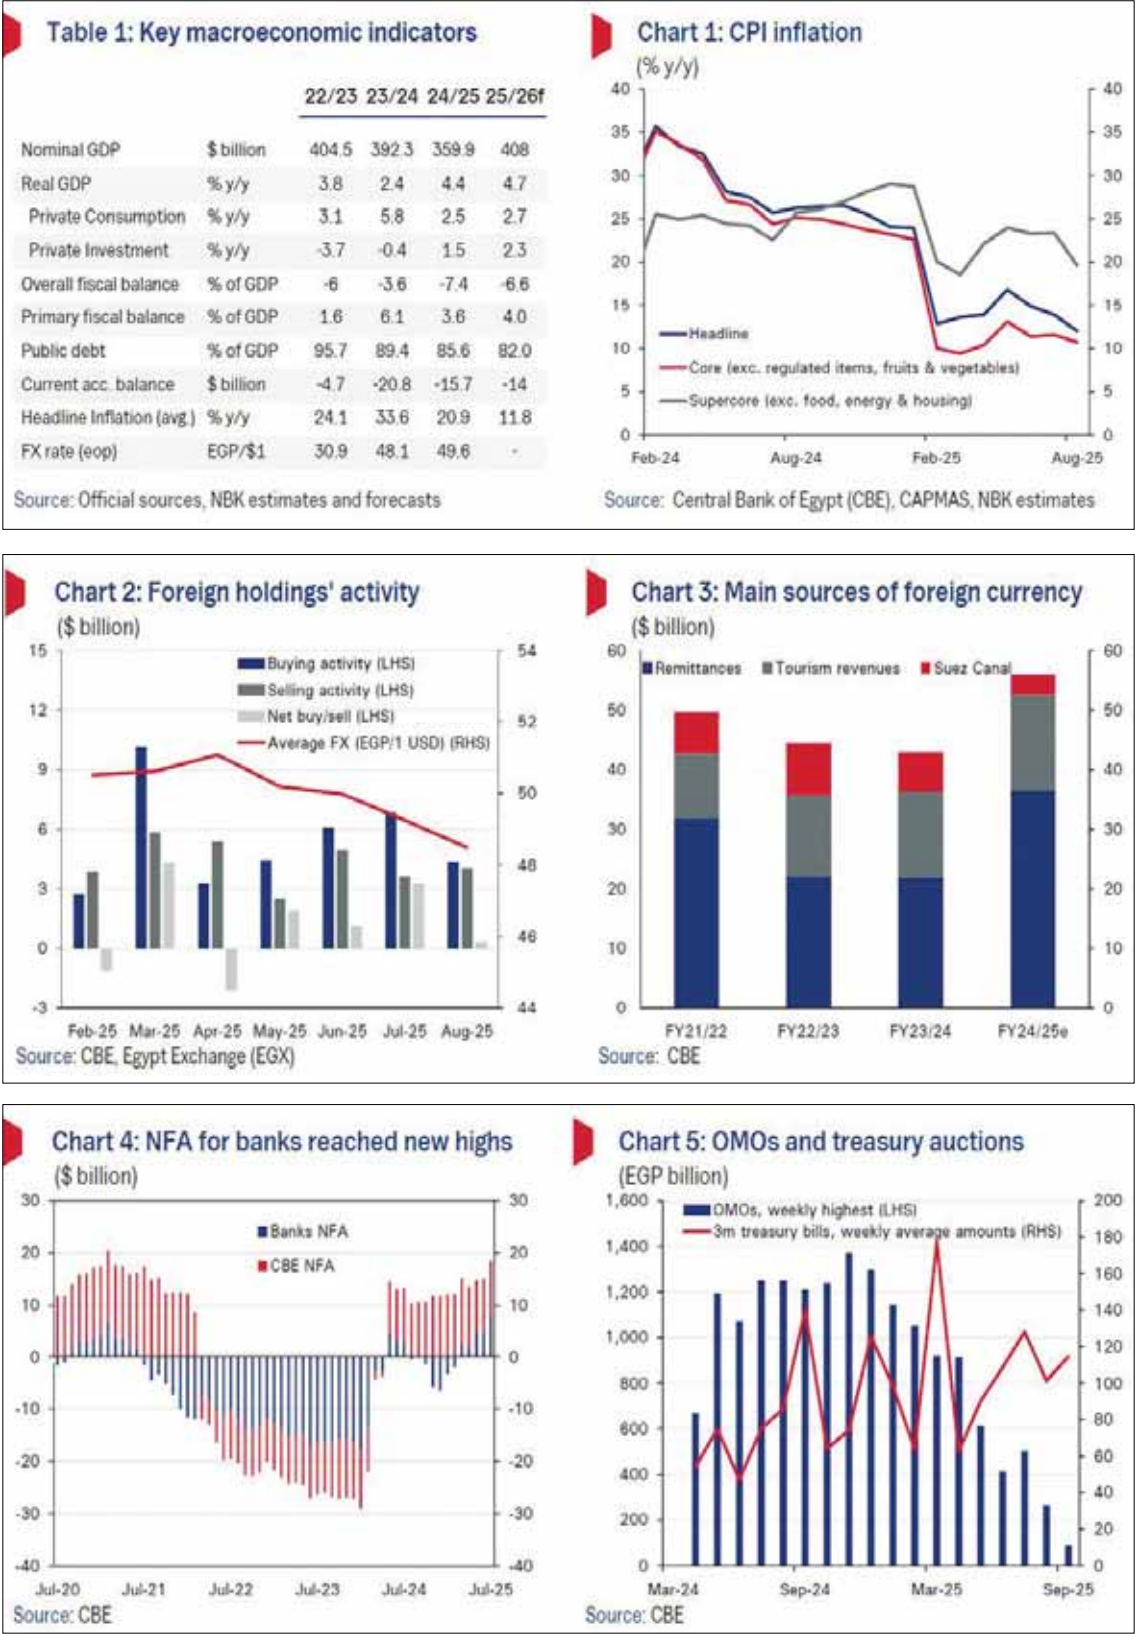 Table 1: Key macroeconomic indicators
22/23 23/24 24/25 25/26f
Nominal GDP $ billion 404.5 392.3 359.9 408
Real GDP % y/y 3.8 2.4 4.4 4.7
Private Consumption % y/y 3.1 5.8 2.5 2.7
Private Investment % y/y -3.7 -0.4 1.5 2.3
Overall fiscal balance % of GDP -6 -3.6 -7.4 -6.6
Primary fiscal balance % of GDP 1.6 6.1 3.6 4.0
Public debt % of GDP 95.7 89.4 85.6 82.0
Current acc. balance $ billion -4.7 -20.8 -15.7 -14
Headline Inflation (avg.) % y/y 24.1 33.6 20.9 11.8
FX rate (eop) EGP/$1 30.9 48.1 49.6 -
Source: Official sources, NBK estimates and forecasts
Chart 1: CPI inflation
(% y/y)
40 40
35 35
30 30
25 25
20 20
15 15
Headline
10 10
Core (exc. regulated items, fruits & vegetables)
5 5
Supercore (exc. food, energy & housing)
0 0
Feb-24 Aug-24 Feb-25 Aug-25
Source: Central Bank of Egypt (CBE), CAPMAS, NBK estimates
Chart 2: Foreign holdings' activity
($ billion)
15 54
Buying activity (LHS)
Selling activity (LHS)
12 52
Net buy/sell (LHS)
Average FX (EGP/1 USD) (RHS)
9 50
6 48
3 46
0
-3 44
Feb-25 Mar-25 Apr-25 May-25 Jun-25 Jul-25 Aug-25
Source: CBE, Egypt Exchange (EGX)
Chart 3: Main sources of foreign currency
($ billion)
60 60
Remittances Tourism revenues Suez Canal
50 50
40 40
30 30
20 20
10 10
0 0
FY21/22 FY22/23 FY23/24 FY24/25e
Source: CBE
Chart 4: NFA for banks reached new highs
($ billion)
30 30
Banks NFA
20 20
CBE NFA
10 10
0 0
-10 -10
-20 -20
-30 -30
-40 -40
Jul-20 Jul-21 Jul-22 Jul-23 Jul-24 Jul-25
Source: CBE
Chart 5: OMOs and treasury auctions
(EGP billion)
1,600 200
OMOs, weekly highest (LHS)
3m treasury bills, weekly average amounts (RHS)
180
1,400
160
1,200
140
1,000 120
800 100
80
600
60
400
40
200
20
0 0
Mar-24 Sep-24 Mar-25 Sep-25
Source: CBE